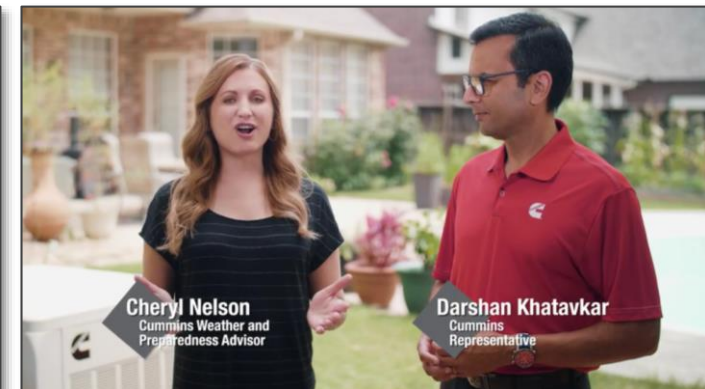 Cheryl Nelson
Cummins Weather and
Preparedness Advisor
Darshan Khatavkar
Cummins
Representative